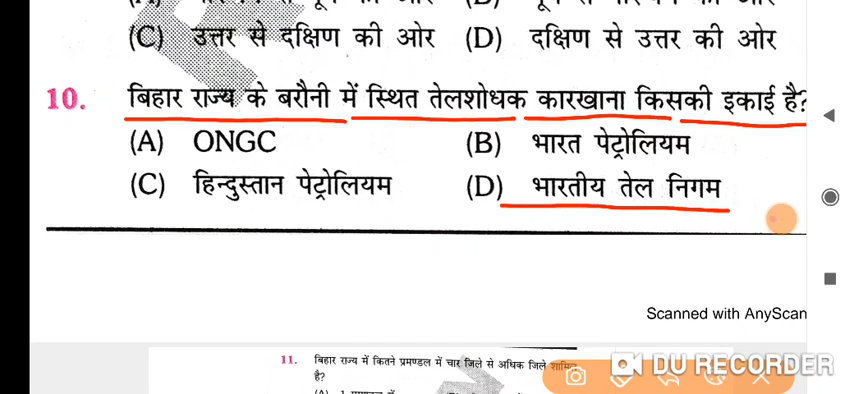 (C) उत्तर से दक्षिण की ओर (D) दक्षिण से उत्तर की ओर
10. बिहार राज्य के बरौनी में स्थित तेलशोधक कारखाना किसकी इकाई है?
(A) ONGC (B) भारत पेट्रोलियम
(C) हिन्दुस्तान पेट्रोलियम (D) भारतीय तेल निगम
Scanned with AnyScan
11. बिहार राज्य में कितने प्रमण्डल में चार जिले से अधिक जिले शामिल
है?
DU RECORDER